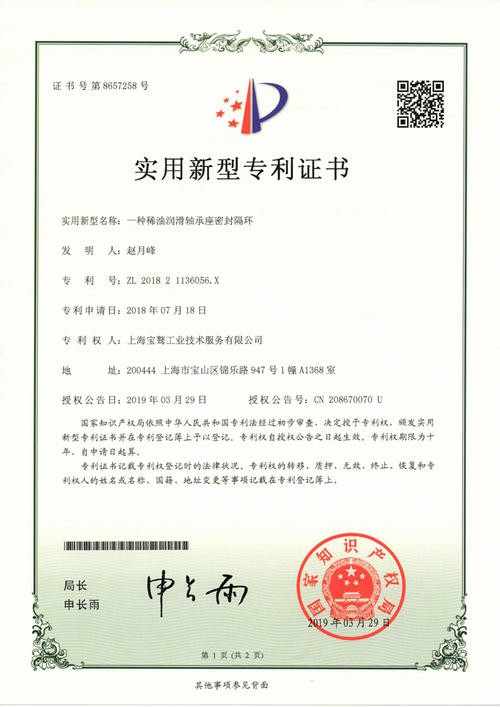 证书号第8657258号
实用新型专利证书
实用新型名称：一种稀油润滑轴承座密封隔环
发明人：赵月峰
专利号：ZL 2018 2 1136056.X
专利申请日：2018年07月18日
专利权人：上海宝骜工业技术服务有限公司
地址：200444 上海市宝山区锦乐路947号1幢A1368室
授权公告日：2019年03月29日 授权公告号：CN 208670070 U
国家知识产权局依照中华人民共和国专利法经过初步审查，决定授予专利权，颁发实用
新型专利证书并在专利登记簿上予以登记。专利权自授权公告之日起生效。专利权期限为十
年，自申请日起算。
专利证书记载专利权登记时的法律状况。专利权的转移、质押、无效、终止、恢复和专
利权人的姓名或名称、国籍、地址变更等事项记载在专利登记簿上。
局长
申长雨
申长雨
国家知识产权局
2019年03月29日
第1页(共2页)
其他事项参见背面